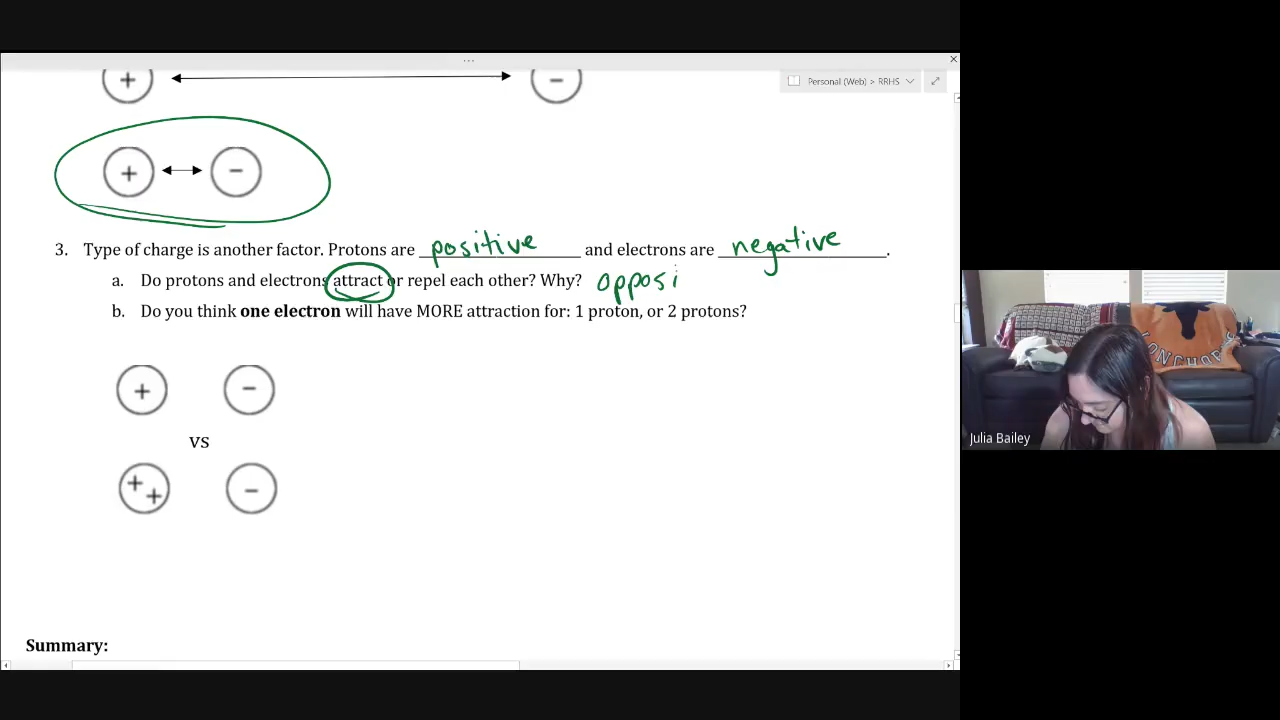 + −
Personal (Web) > RRHS
+ −
3. Type of charge is another factor. Protons are positive and electrons are negative.
a. Do protons and electrons attract or repel each other? Why? opposi
b. Do you think one electron will have MORE attraction for: 1 proton, or 2 protons?
+ −
VS
++ −
Summary:
LONGHOR
Julia Bailey